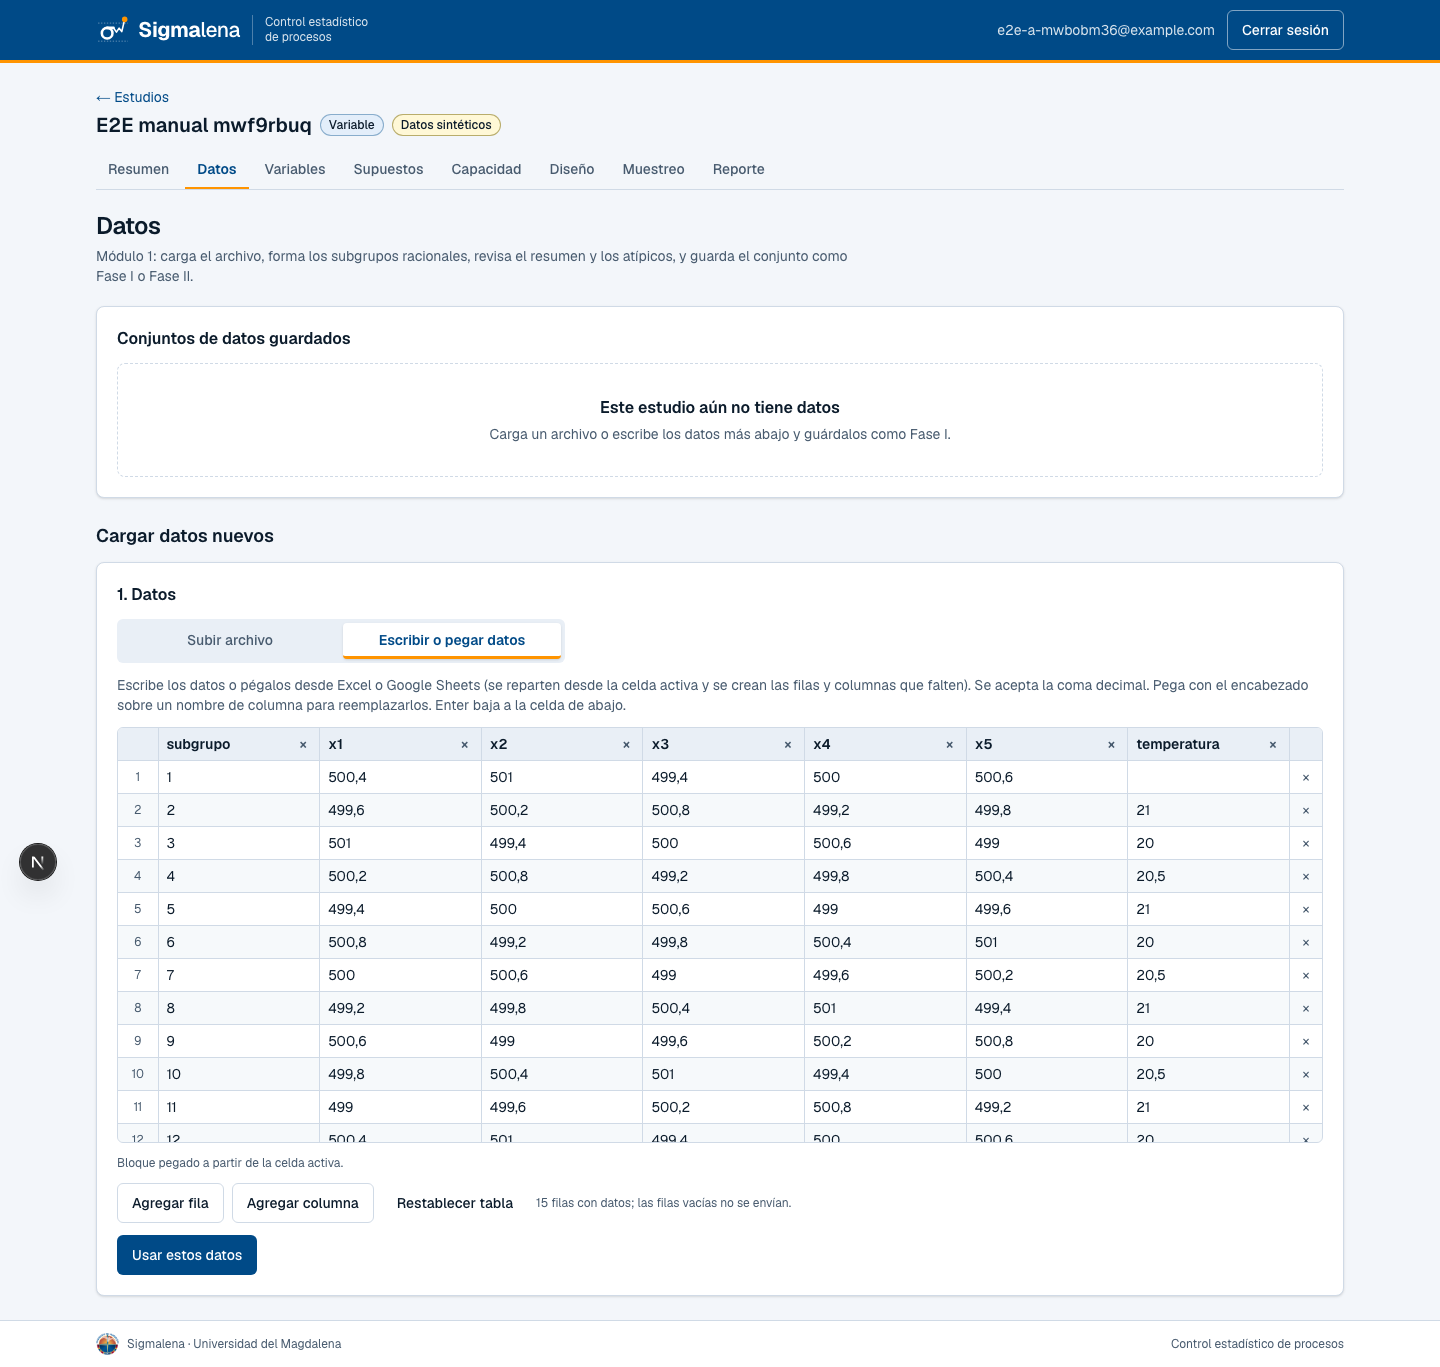 Sigmalena
Control estadístico
de procesos
e2e-a-mwbobm36@example.com
Cerrar sesión
← Estudios
E2E manual mwf9rbuq
Variable
Datos sintéticos
Resumen Datos Variables Supuestos Capacidad Diseño Muestreo Reporte
Datos
Módulo 1: carga el archivo, forma los subgrupos racionales, revisa el resumen y los atípicos, y guarda el conjunto como
Fase I o Fase II.
Conjuntos de datos guardados
Este estudio aún no tiene datos
Carga un archivo o escribe los datos más abajo y guárdalos como Fase I.
Cargar datos nuevos
1. Datos
Subir archivo Escribir o pegar datos
Escribe los datos o pégalos desde Excel o Google Sheets (se reparten desde la celda activa y se crean las filas y columnas que falten). Se acepta la coma decimal. Pega con el encabezado
sobre un nombre de columna para reemplazarlos. Enter baja a la celda de abajo.
subgrupo × x1 × x2 × x3 × x4 × x5 × temperatura ×
1 1 500,4 501 499,4 500 500,6 ×
2 2 499,6 500,2 500,8 499,2 499,8 21 ×
3 3 501 499,4 500 500,6 499 20 ×
4 4 500,2 500,8 499,2 499,8 500,4 20,5 ×
5 5 499,4 500 500,6 499 499,6 21 ×
6 6 500,8 499,2 499,8 500,4 501 20 ×
7 7 500 500,6 499 499,6 500,2 20,5 ×
8 8 499,2 499,8 500,4 501 499,4 21 ×
9 9 500,6 499 499,6 500,2 500,8 20 ×
10 10 499,8 500,4 501 499,4 500 20,5 ×
11 11 499 499,6 500,2 500,8 499,2 21 ×
12 12 500,4 501 499,4 500 500,6 20 ×
Bloque pegado a partir de la celda activa.
Agregar fila Agregar columna Restablecer tabla 15 filas con datos; las filas vacías no se envían.
Usar estos datos
N
Sigmalena · Universidad del Magdalena
Control estadístico de procesos